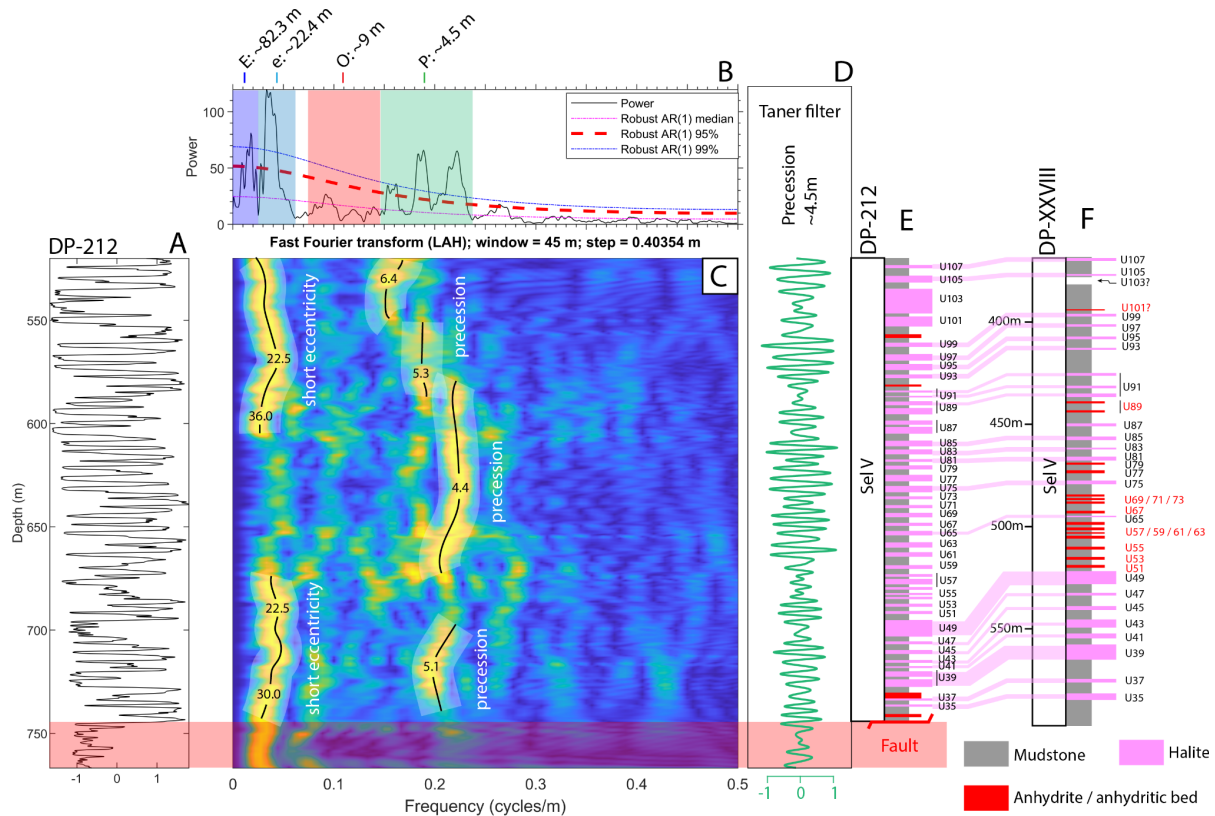 E: ~82.3 m
e: ~22.4 m
O: ~9 m
P: ~4.5 m
B
Power
100
50
0
Power
Robust AR(1) median
Robust AR(1) 95%
Robust AR(1) 99%
DP-212
A
Depth (m)
550
600
650
700
750
-1 0 1
Fast Fourier transform (LAH); window = 45 m; step = 0.40354 m
C
6.4
22.5
5.3
36.0
4.4
22.5
5.1
30.0
short eccentricity
precession
precession
short eccentricity
precession
0 0.1 0.2 0.3 0.4 0.5
Frequency (cycles/m)
D
Taner filter
Precession
~4.5m
-1 0 1
DP-212
E
Sel V
U107
U105
U103
U101
U99
U97
U95
U93
U91
U89
U87
U85
U83
U81
U79
U77
U75
U73
U71
U69
U67
U65
U63
U61
U59
U57
U55
U53
U51
U49
U47
U45
U43
U41
U39
U37
U35
Fault
DP-XXVIII
F
Sel V
400m
450m
500m
550m
U107
U105
U103?
U101?
U99
U97
U95
U93
U91
U89
U87
U85
U83
U81
U79
U77
U75
U69 / 71 / 73
U67
U65
U57 / 59 / 61 / 63
U55
U53
U51
U49
U47
U45
U43
U41
U39
U37
U35
Mudstone
Halite
Anhydrite / anhydritic bed